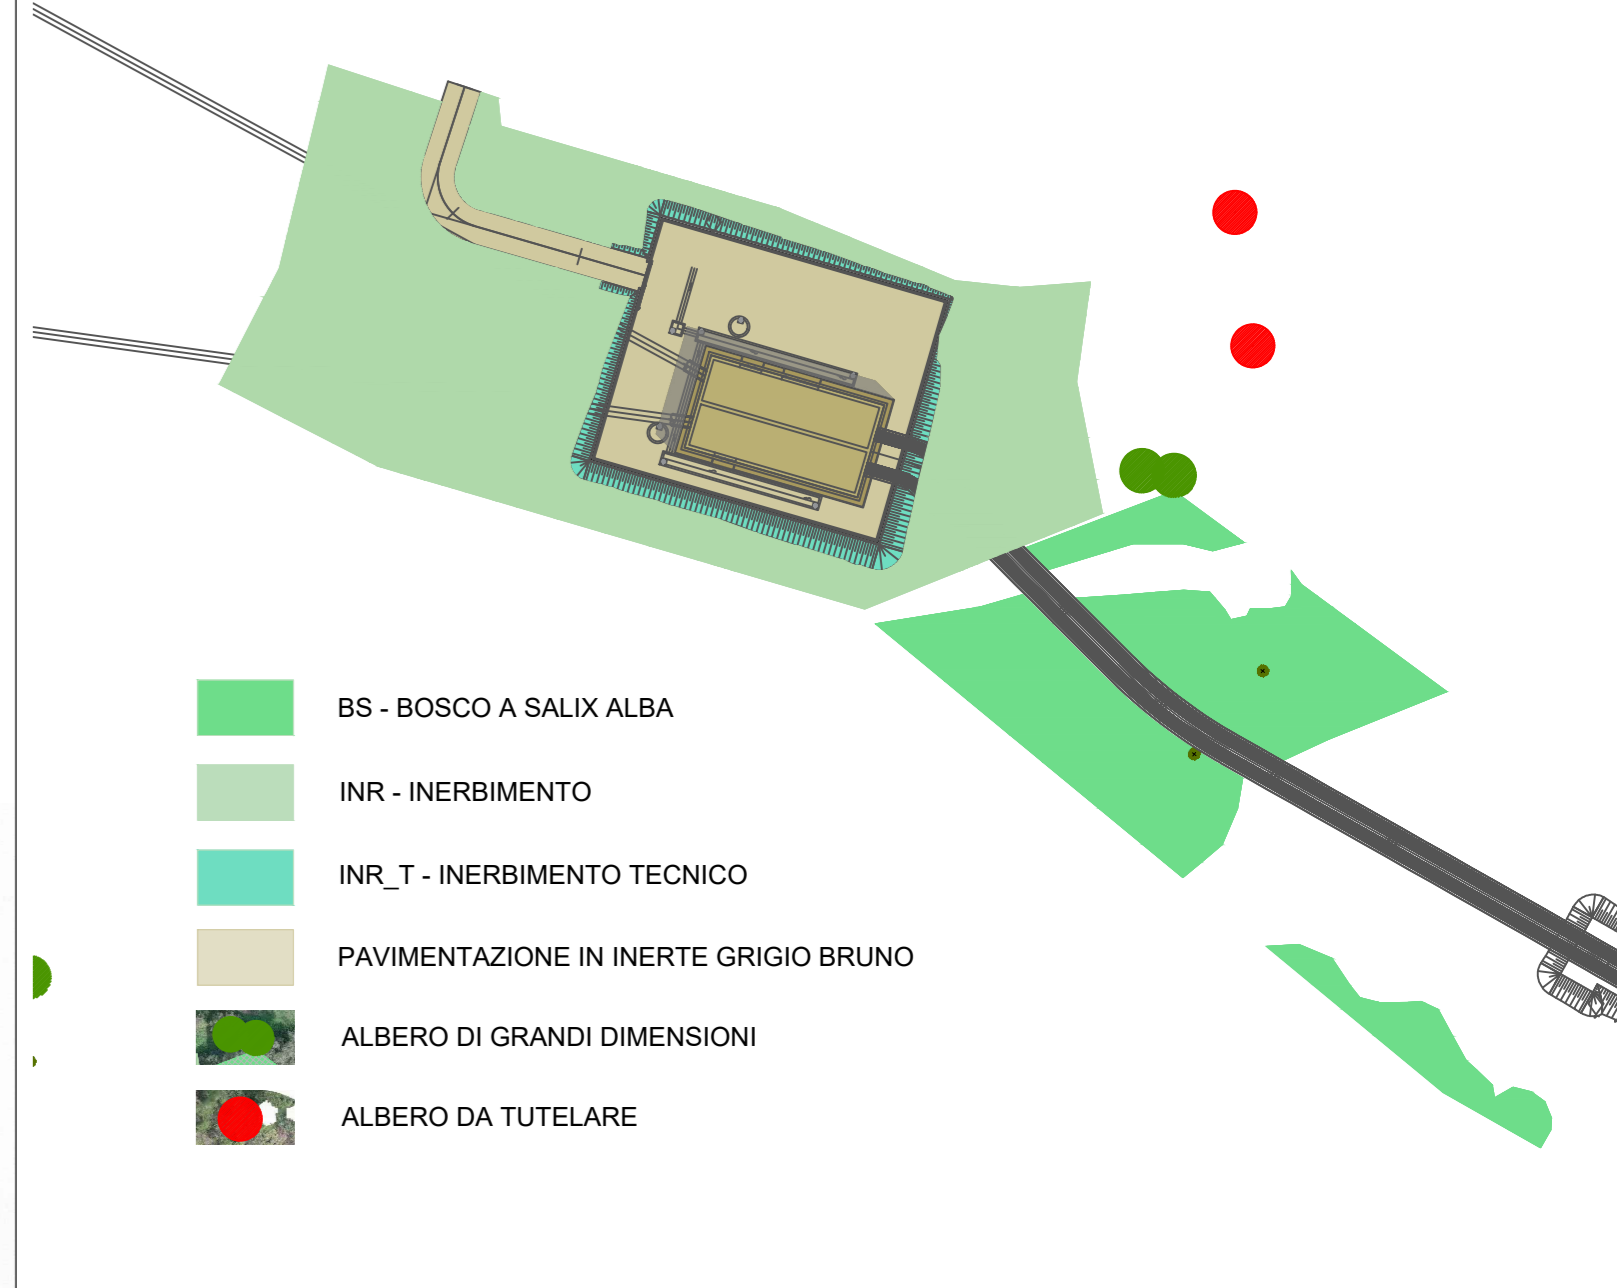 BS - BOSCO A SALIX ALBA
INR - INERBIMENTO
INR_T - INERBIMENTO TECNICO
PAVIMENTAZIONE IN INERTE GRIGIO BRUNO
ALBERO DI GRANDI DIMENSIONI
ALBERO DA TUTELARE